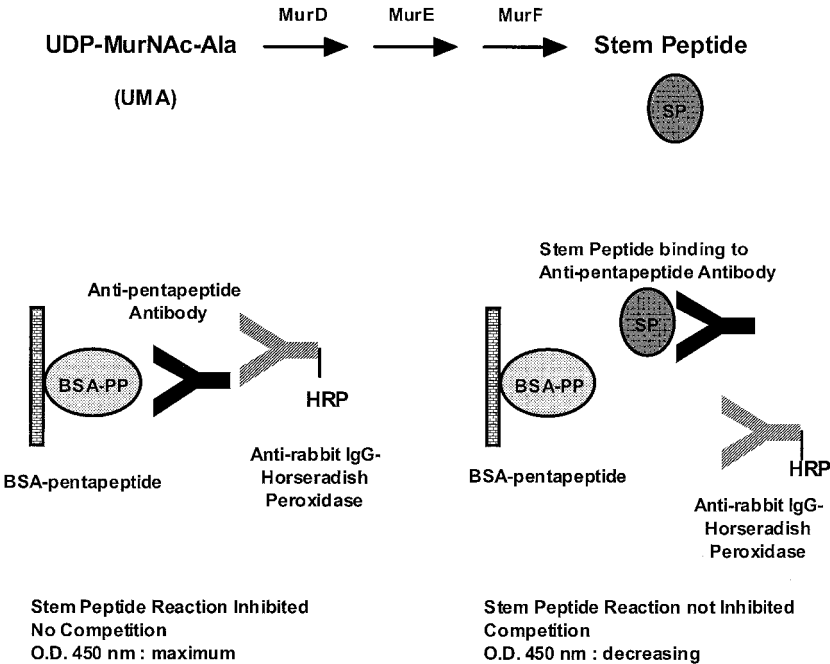 MurD MurE MurF
UDP-MurNAc-Ala Stem Peptide
(UMA)
SP
Anti-pentapeptide
Antibody
BSA-PP
HRP
BSA-pentapeptide
Anti-rabbit IgG-
Horseradish
Peroxidase
Stem Peptide Reaction Inhibited
No Competition
O.D. 450 nm : maximum
Stem Peptide binding to
Anti-pentapeptide Antibody
SP
BSA-PP
HRP
BSA-pentapeptide
Anti-rabbit IgG-
Horseradish
Peroxidase
Stem Peptide Reaction not Inhibited
Competition
O.D. 450 nm : decreasing